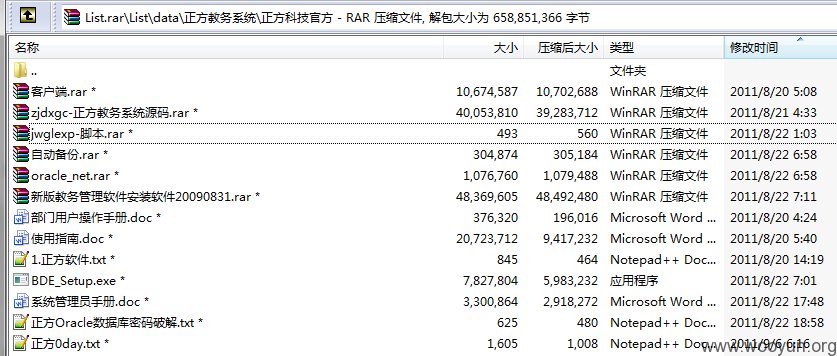 List.rar\List\data\正方教务系统\正方科技官方 - RAR 压缩文件, 解包大小为 658,851,366 字节
名称 大小 压缩后大小 类型 修改时间
.. 文件夹
客户端.rar * 10,674,587 10,702,688 WinRAR 压缩文件 2011/8/20 5:08
zjdxgc-正方教务系统源码.rar * 40,053,810 39,283,712 WinRAR 压缩文件 2011/8/21 4:33
jwglexp-脚本.rar * 493 560 WinRAR 压缩文件 2011/8/22 1:03
自动备份.rar * 304,874 305,184 WinRAR 压缩文件 2011/8/22 6:58
oracle_net.rar * 1,076,760 1,079,488 WinRAR 压缩文件 2011/8/22 6:58
新版教务管理软件安装软件20090831.rar * 48,369,605 48,492,480 WinRAR 压缩文件 2011/8/22 7:11
部门用户操作手册.doc * 376,320 196,016 Microsoft Word ... 2011/8/20 4:24
使用指南.doc * 20,723,712 9,417,232 Microsoft Word ... 2011/8/20 5:40
1.正方软件.txt * 845 464 Notepad++ Doc... 2011/8/20 14:19
BDE_Setup.exe * 7,827,804 5,983,232 应用程序 2011/8/22 7:01
系统管理员手册.doc * 3,300,864 2,918,272 Microsoft Word ... 2011/8/22 17:48
正方Oracle数据库密码破解.txt * 625 480 Notepad++ Doc... 2011/8/22 18:58
正方0day.txt * 1,605 1,008 Notepad++ Doc... 2011/9/6 6:16
www.wooyun.org